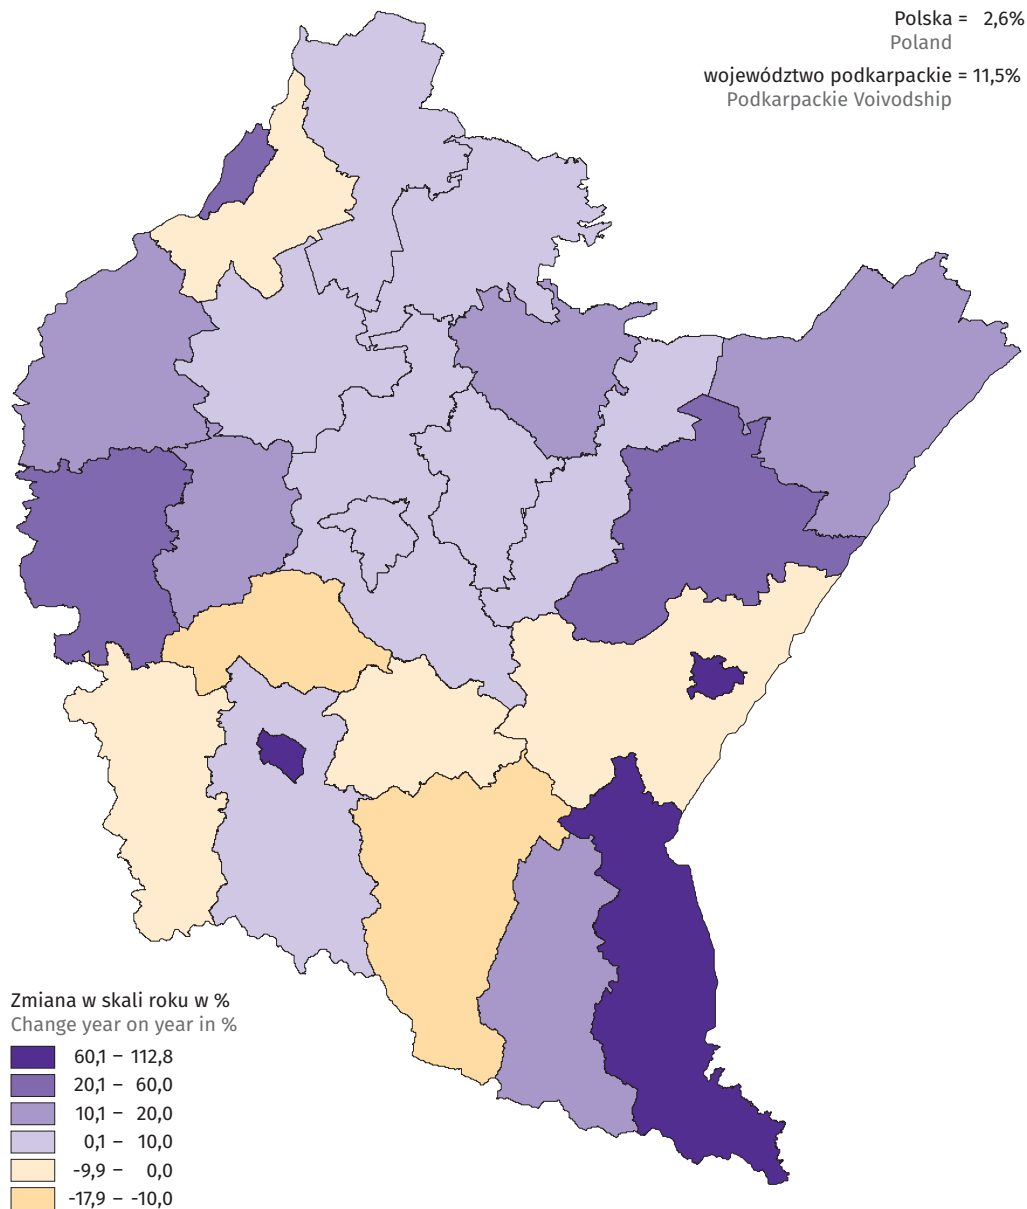 Polska = 2,6%
Poland
województwo podkarpackie = 11,5%
Podkarpackie Voivodship
Zmiana w skali roku w %
Change year on year in %
60,1 – 112,8
20,1 – 60,0
10,1 – 20,0
0,1 – 10,0
-9,9 – 0,0
-17,9 – -10,0